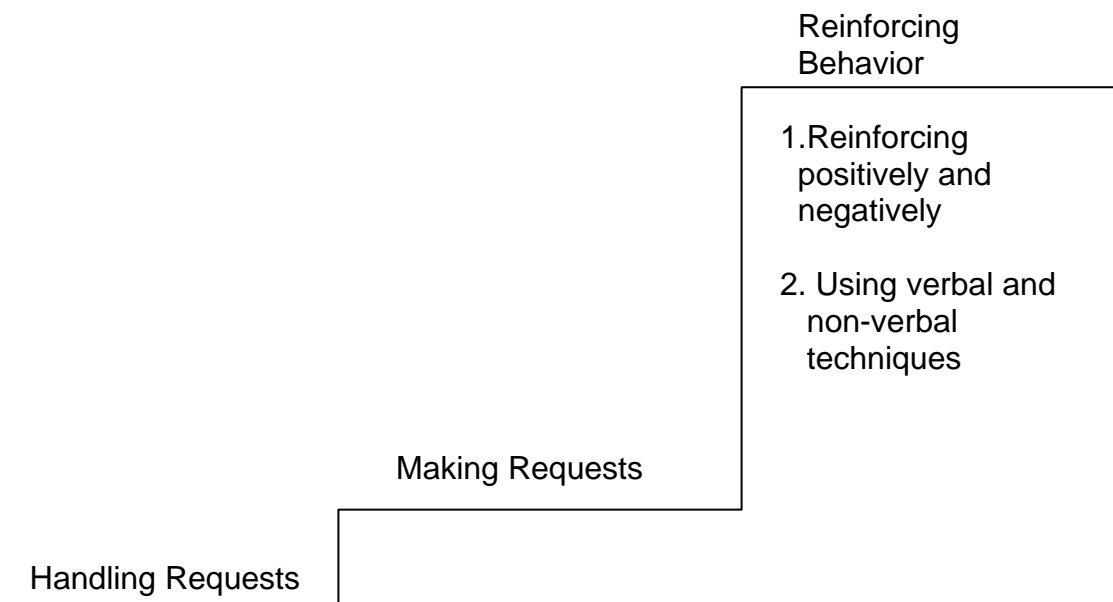 Reinforcing
Behavior
1.Reinforcing
positively and
negatively
2. Using verbal and
non-verbal
techniques
Making Requests
Handling Requests